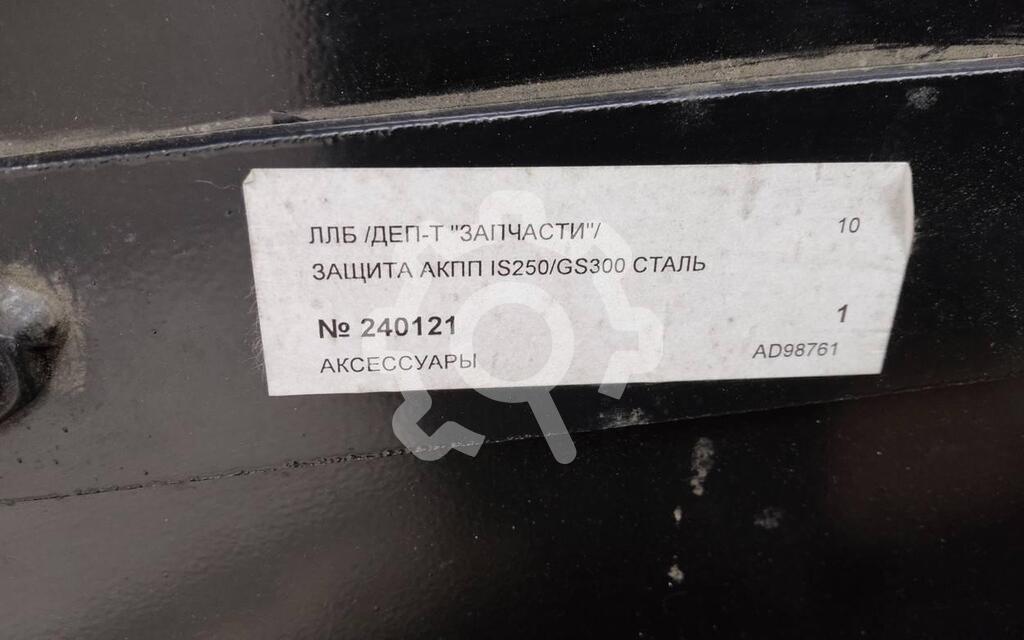 ЛЛБ /ДЕП-Т "ЗАПЧАСТИ"/ 10
ЗАЩИТА АКПП IS250/GS300 СТАЛЬ
№ 240121 1
АКСЕССУАРЫ AD98761